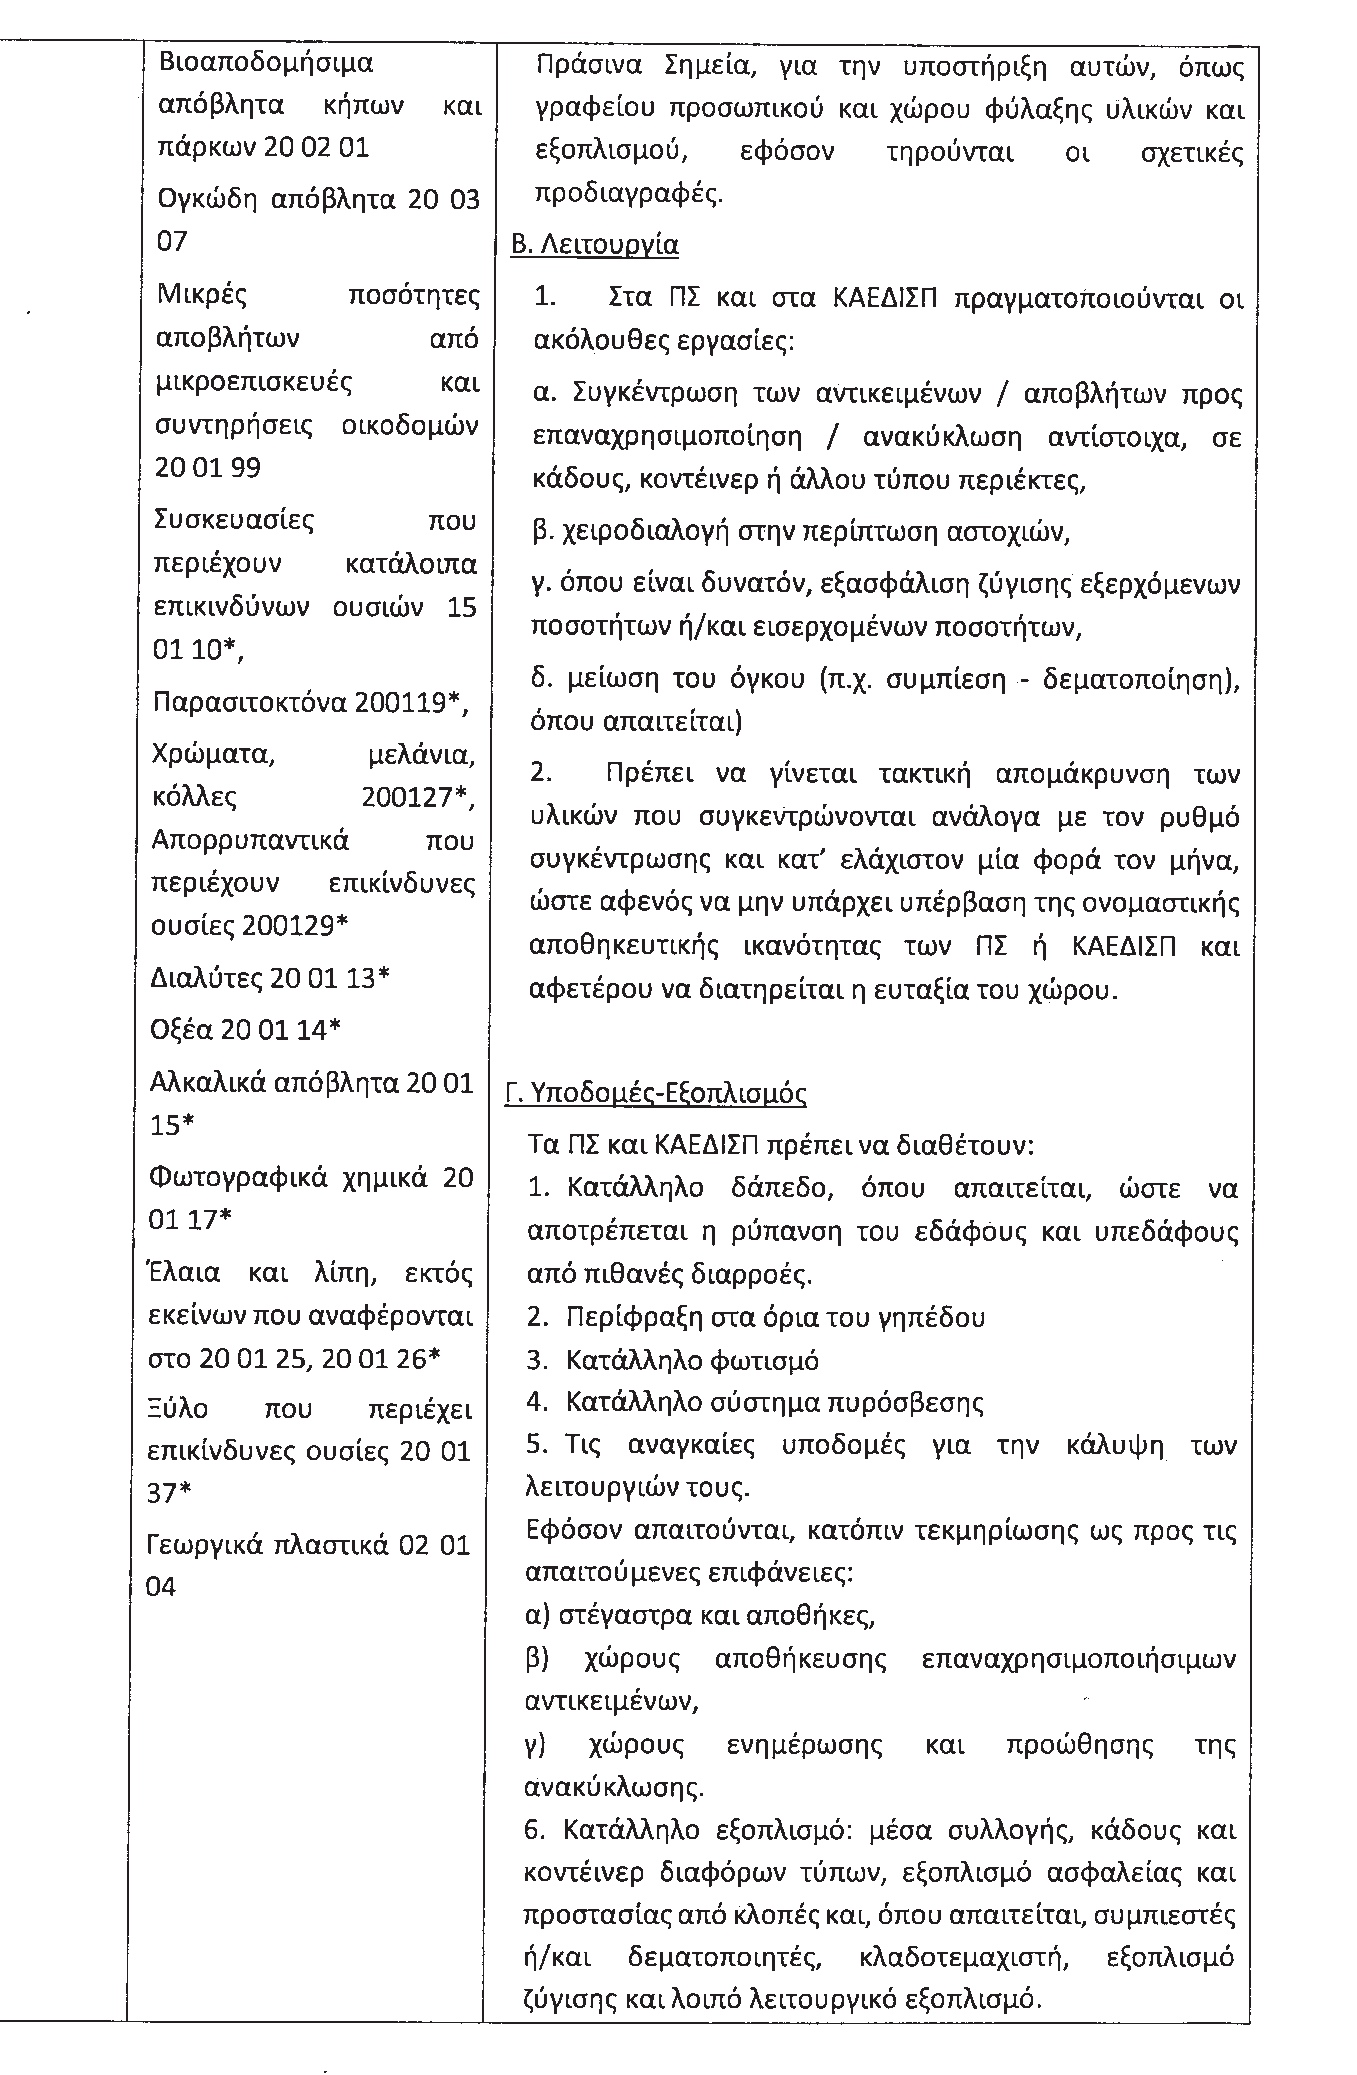 Βιοαποδομήσιμα
απόβλητα κήπων και
πάρκων 20 02 01
Ογκώδη απόβλητα 20 03
07
Μικρές ποσότητες
αποβλήτων από
μικροεπισκευές και
συντηρήσεις οικοδομών
20 01 99
Συσκευασίες που
περιέχουν κατάλοιπα
επικινδύνων ουσιών 15
01 10*,
Παρασιτοκτόνα 200119*,
Χρώματα, μελάνια,
κόλλες 200127*,
Απορρυπαντικά που
περιέχουν επικίνδυνες
ουσίες 200129*
Διαλύτες 20 01 13*
Οξέα 20 01 14*
Αλκαλικά απόβλητα 20 01
15*
Φωτογραφικά χημικά 20
01 17*
Έλαια και λίπη, εκτός
εκείνων που αναφέρονται
στο 20 01 25, 20 01 26*
Ξύλο που περιέχει
επικίνδυνες ουσίες 20 01
37*
Γεωργικά πλαστικά 02 01
04
Πράσινα Σημεία, για την υποστήριξη αυτών, όπως
γραφείου προσωπικού και χώρου φύλαξης υλικών και
εξοπλισμού, εφόσον τηρούνται οι σχετικές
προδιαγραφές.
Β. Λειτουργία
1. Στα ΠΣ και στα ΚΑΕΔΙΣΠ πραγματοποιούνται οι
ακόλουθες εργασίες:
α. Συγκέντρωση των αντικειμένων / αποβλήτων προς
επαναχρησιμοποίηση / ανακύκλωση αντίστοιχα, σε
κάδους, κοντέινερ ή άλλου τύπου περιέκτες,
β. χειροδιαλογή στην περίπτωση αστοχιών,
γ. όπου είναι δυνατόν, εξασφάλιση ζύγισης εξερχόμενων
ποσοτήτων ή/και εισερχομένων ποσοτήτων,
δ. μείωση του όγκου (π.χ. συμπίεση - δεματοποίηση),
όπου απαιτείται)
2. Πρέπει να γίνεται τακτική απομάκρυνση των
υλικών που συγκεντρώνονται ανάλογα με τον ρυθμό
συγκέντρωσης και κατ’ ελάχιστον μία φορά τον μήνα,
ώστε αφενός να μην υπάρχει υπέρβαση της ονομαστικής
αποθηκευτικής ικανότητας των ΠΣ ή ΚΑΕΔΙΣΠ και
αφετέρου να διατηρείται η ευταξία του χώρου.
Γ. Υποδομές-Εξοπλισμός
Τα ΠΣ και ΚΑΕΔΙΣΠ πρέπει να διαθέτουν:
1. Κατάλληλο δάπεδο, όπου απαιτείται, ώστε να
αποτρέπεται η ρύπανση του εδάφους και υπεδάφους
από πιθανές διαρροές.
2. Περίφραξη στα όρια του γηπέδου
3. Κατάλληλο φωτισμό
4. Κατάλληλο σύστημα πυρόσβεσης
5. Τις αναγκαίες υποδομές για την κάλυψη των
λειτουργιών τους.
Εφόσον απαιτούνται, κατόπιν τεκμηρίωσης ως προς τις
απαιτούμενες επιφάνειες:
α) στέγαστρα και αποθήκες,
β) χώρους αποθήκευσης επαναχρησιμοποιήσιμων
αντικειμένων,
γ) χώρους ενημέρωσης και προώθησης της
ανακύκλωσης.
6. Κατάλληλο εξοπλισμό: μέσα συλλογής, κάδους και
κοντέινερ διαφόρων τύπων, εξοπλισμό ασφαλείας και
προστασίας από κλοπές και, όπου απαιτείται, συμπιεστές
ή/και δεματοποιητές, κλαδοτεμαχιστή, εξοπλισμό
ζύγισης και λοιπό λειτουργικό εξοπλισμό.